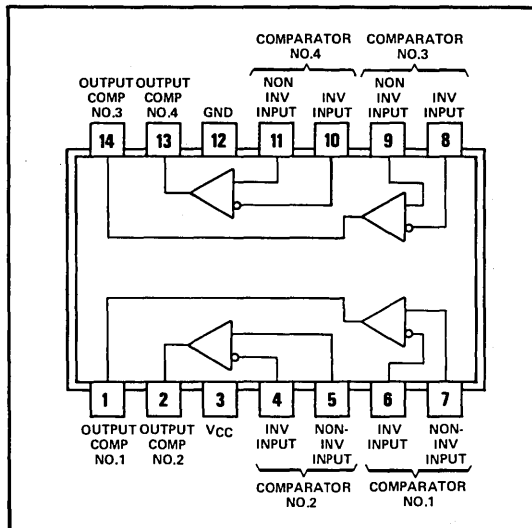 COMPARATOR NO.4
COMPARATOR NO.3
OUTPUT COMP NO.3
OUTPUT COMP NO.4
GND
NON INV INPUT
INV INPUT
NON INV INPUT
INV INPUT
14 13 12 11 10 9 8
1 2 3 4 5 6 7
OUTPUT COMP NO.1
OUTPUT COMP NO.2
VCC
INV INPUT
NON-INV INPUT
INV INPUT
NON-INV INPUT
COMPARATOR NO.2
COMPARATOR NO.1